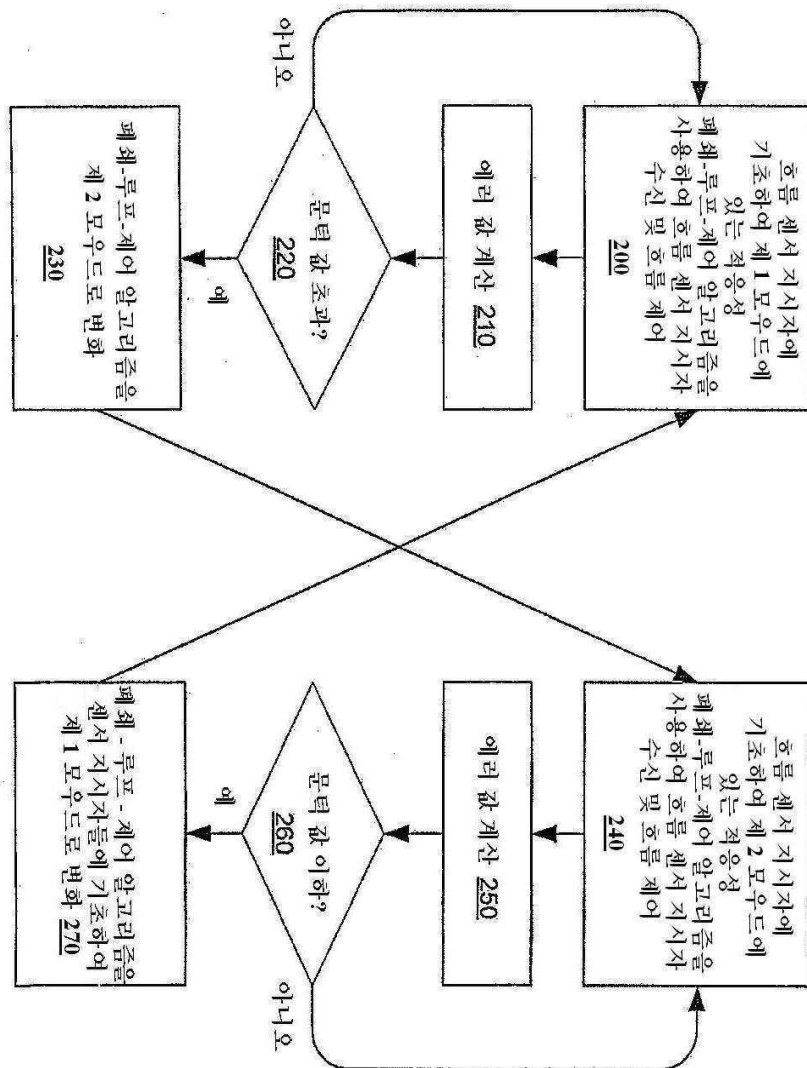 흐름 센서 지시자에
기초하여 제 1 모우드에
있는 적응성
폐쇄-루프-제어 알고리즘을
사용하여 흐름 센서 지시자
수신 및 흐름 제어
200
에러 값 계산 210
문턱 값 초과?
220
아니오
예
폐쇄-루프-제어 알고리즘을
제 2 모우드로 변화
230
흐름 센서 지시자에
기초하여 제 2 모우드에
있는 적응성
폐쇄-루프-제어 알고리즘을
사용하여 흐름 센서 지시자
수신 및 흐름 제어
240
에러 값 계산 250
문턱 값 이하?
260
아니오
예
폐쇄 - 루프 - 제어 알고리즘을
센서 지시자들에 기초하여
제 1 모우드로 변화 270